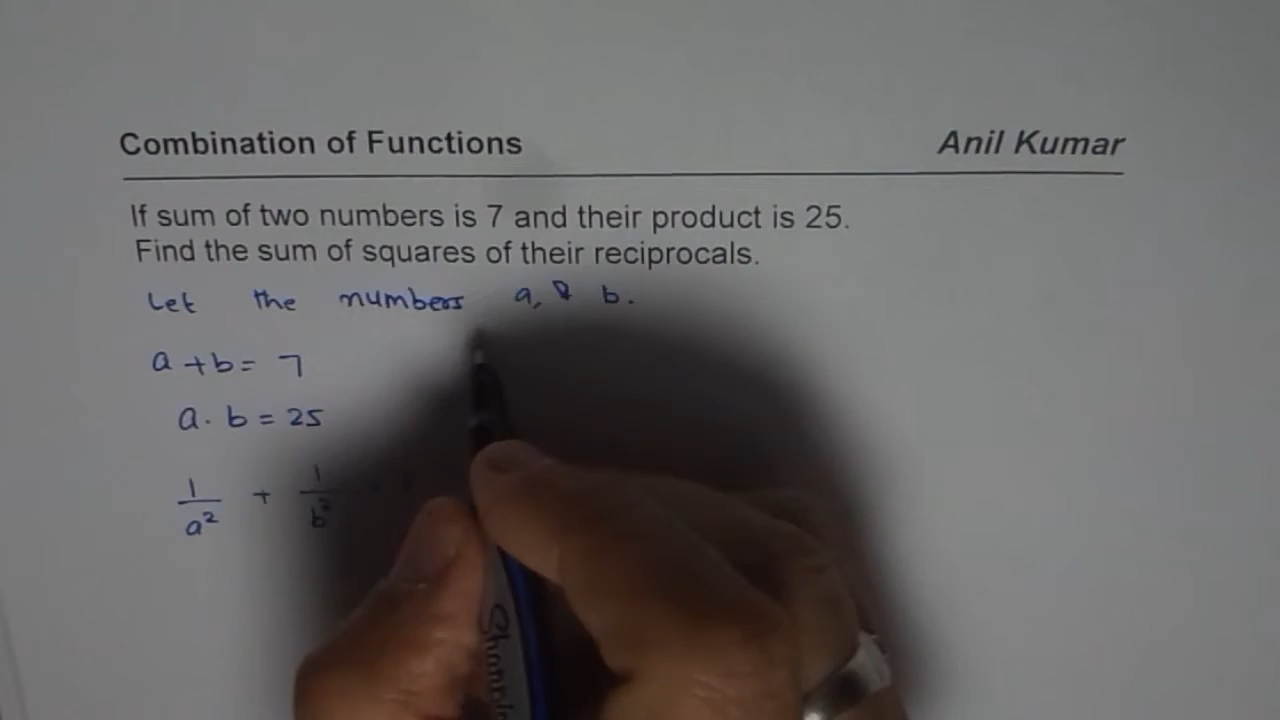 Combination of Functions Anil Kumar
If sum of two numbers is 7 and their product is 25.
Find the sum of squares of their reciprocals.
Let the numbers a, & b.
a + b = 7
a · b = 25
1/a² + 1/b² =
Sharpie